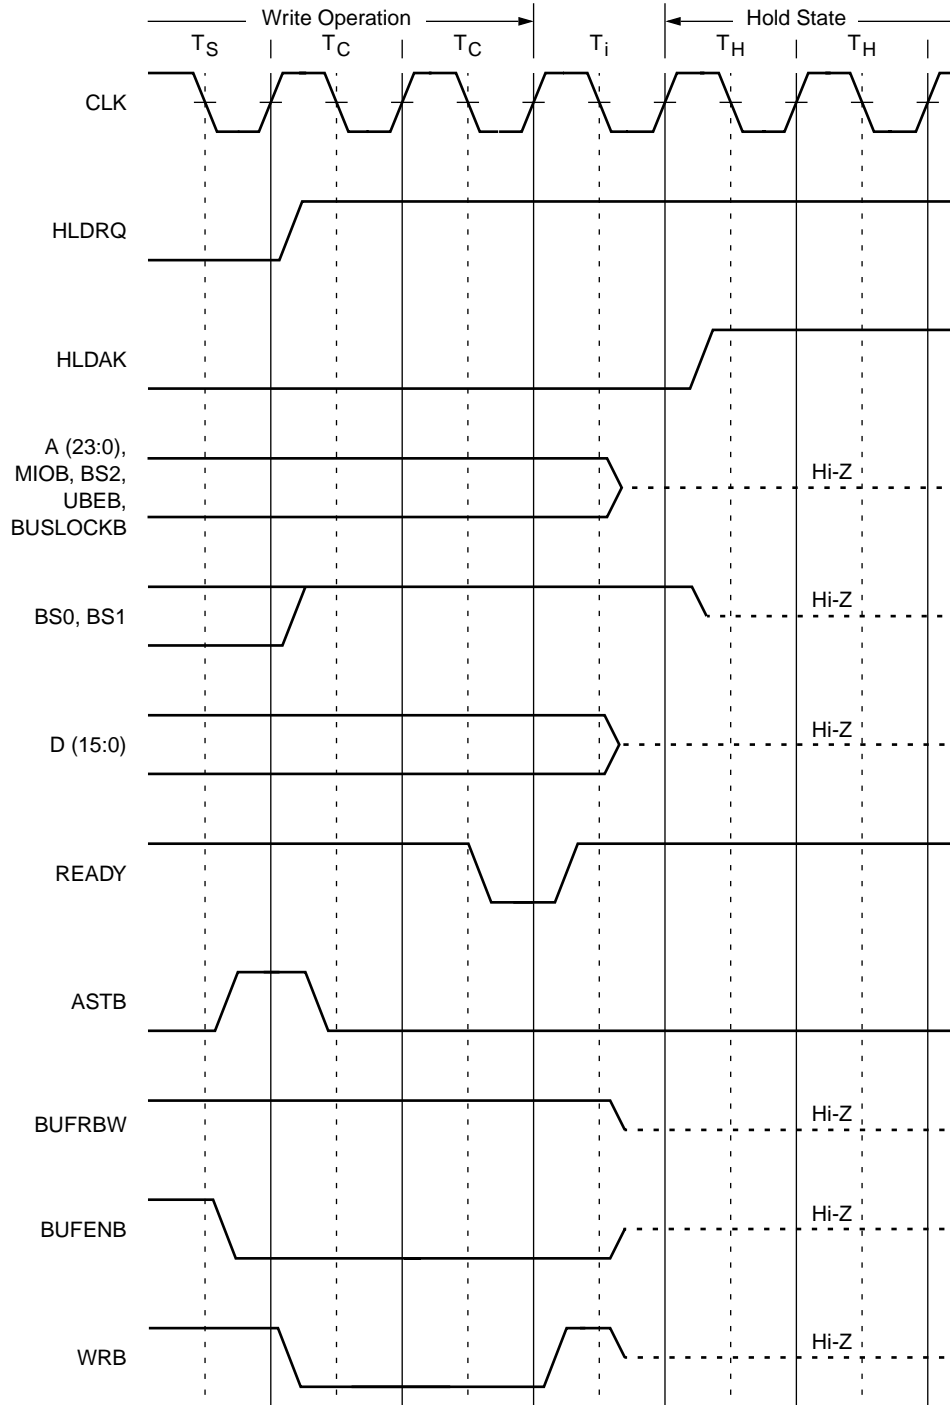 Write Operation Hold State
TS TC TC Ti TH TH
CLK
HLDRQ
HLDAK
A (23:0),
MIOB, BS2,
UBEB,
BUSLOCKB
Hi-Z
BS0, BS1
Hi-Z
D (15:0)
Hi-Z
READY
ASTB
BUFRBW
Hi-Z
BUFENB
Hi-Z
WRB
Hi-Z